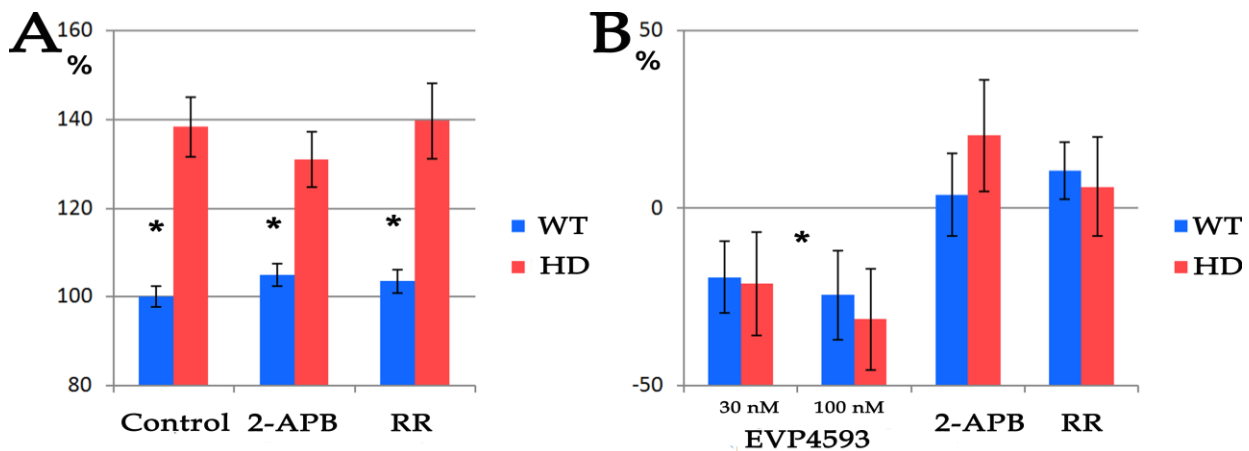 A
%
160
140
120
100
80
*
*
*
Control 2-APB RR
WT
HD
B
%
50
0
-50
*
30 nM 100 nM
EVP4593
2-APB RR
WT
HD